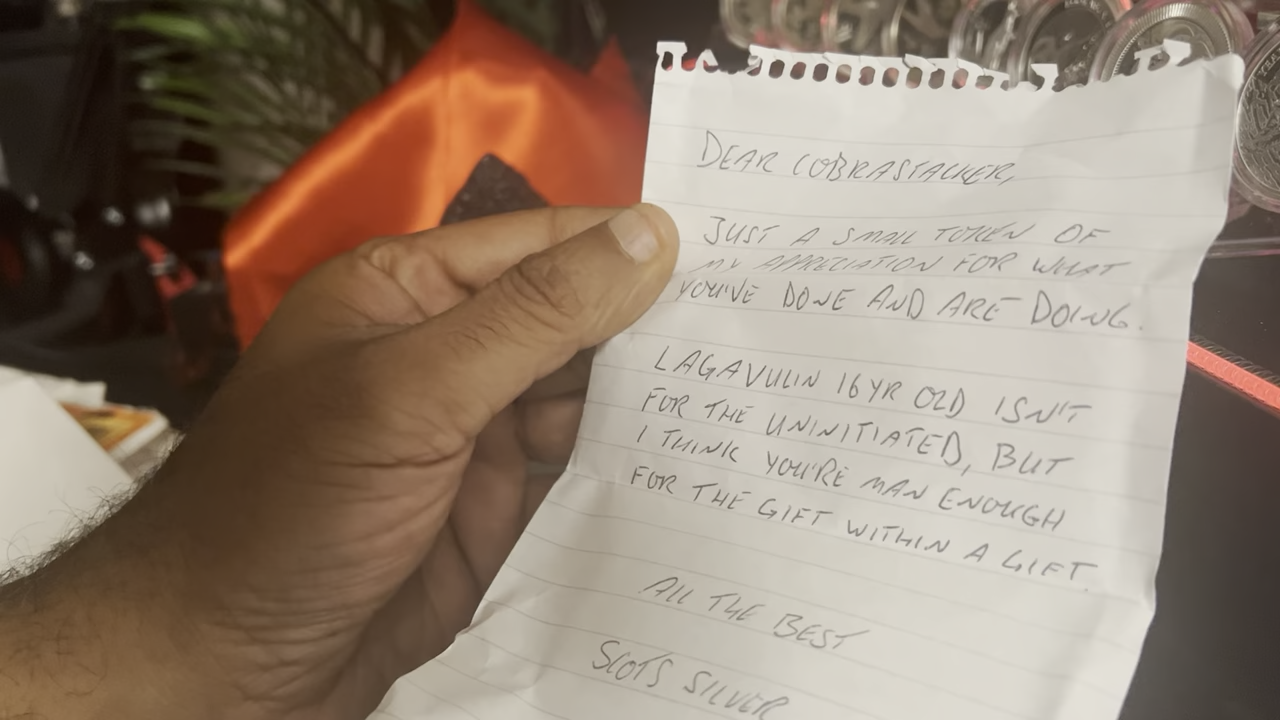 DEAR COBRASTACKER,
JUST A SMALL TOKEN OF
MY APPRECIATION FOR WHAT
YOU'VE DONE AND ARE DOING.
LAGAVULIN 16YR OLD ISN'T
FOR THE UNINITIATED, BUT
I THINK YOU'RE MAN ENOUGH
FOR THE GIFT WITHIN A GIFT
ALL THE BEST
SCOTS SILVER